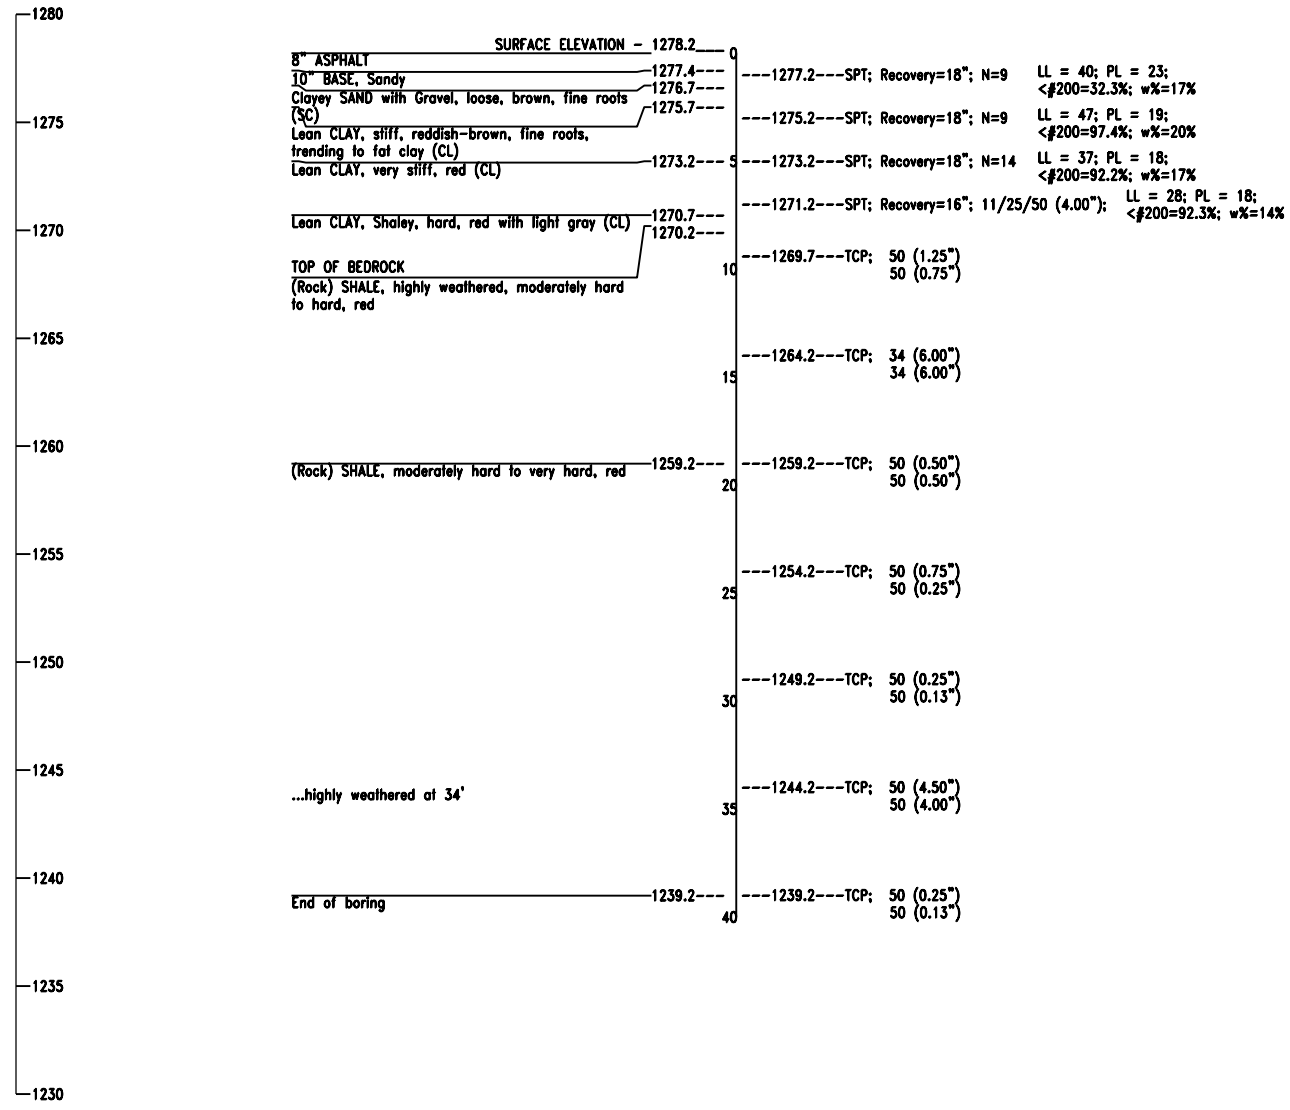 1280
SURFACE ELEVATION - 1278.2___ 0
8" ASPHALT
1277.4---
10" BASE, Sandy
1276.7---
---1277.2---SPT; Recovery=18"; N=9 LL = 40; PL = 23;
<#200=32.3%; w%=17%
Clayey SAND with Gravel, loose, brown, fine roots
(SC)
1275.7---
1275
---1275.2---SPT; Recovery=18"; N=9 LL = 47; PL = 19;
<#200=97.4%; w%=20%
Lean CLAY, stiff, reddish-brown, fine roots,
trending to fat clay (CL)
1273.2--- 5 ---1273.2---SPT; Recovery=18"; N=14 LL = 37; PL = 18;
<#200=92.2%; w%=17%
Lean CLAY, very stiff, red (CL)
---1271.2---SPT; Recovery=16"; 11/25/50 (4.00"); LL = 28; PL = 18;
<#200=92.3%; w%=14%
1270.7---
Lean CLAY, Shaley, hard, red with light gray (CL)
1270
1270.2---
TOP OF BEDROCK
10
---1269.7---TCP; 50 (1.25")
50 (0.75")
(Rock) SHALE, highly weathered, moderately hard
to hard, red
1265
---1264.2---TCP; 34 (6.00")
34 (6.00")
15
1260
1259.2--- ---1259.2---TCP; 50 (0.50")
(Rock) SHALE, moderately hard to very hard, red
50 (0.50")
20
1255
---1254.2---TCP; 50 (0.75")
50 (0.25")
25
1250
---1249.2---TCP; 50 (0.25")
50 (0.13")
30
1245
---1244.2---TCP; 50 (4.50")
...highly weathered at 34'
50 (4.00")
35
1240
1239.2--- ---1239.2---TCP; 50 (0.25")
End of boring
50 (0.13")
40
1235
1230